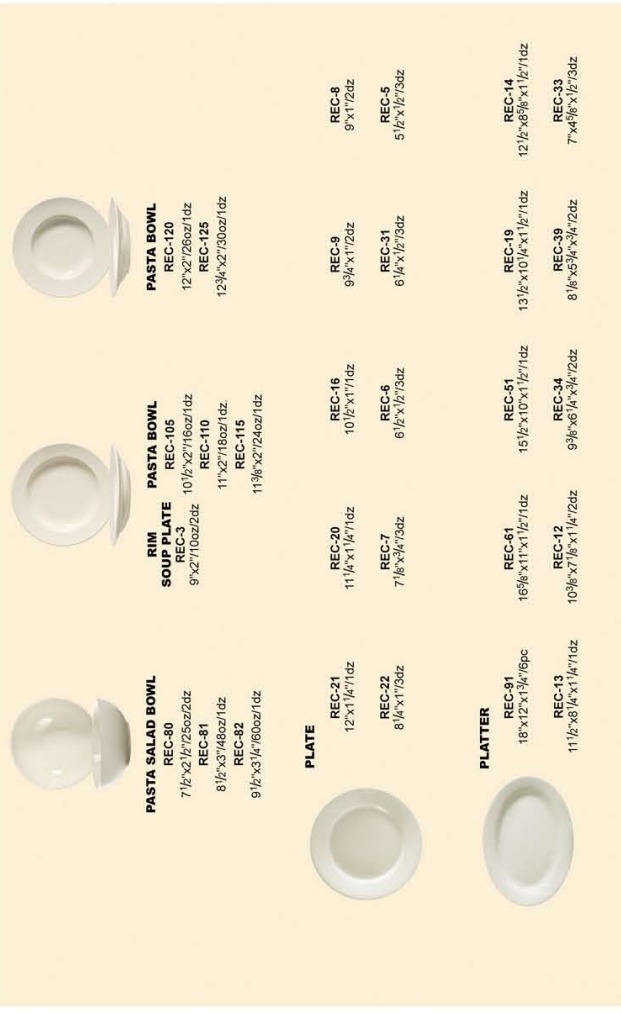 PASTA SALAD BOWL
REC-80
7½"x2½"/25oz/2dz
REC-81
8½"x3"/48oz/1dz
REC-82
9½"x3¼"/60oz/1dz
RIM
SOUP PLATE
REC-3
9"x2"/10oz/2dz
PASTA BOWL
REC-105
10½"x2"/16oz/1dz
REC-110
11"x2"/18oz/1dz.
REC-115
11⅜"x2"/24oz/1dz
PASTA BOWL
REC-120
12"x2"/26oz/1dz
REC-125
12¾"x2"/30oz/1dz
PLATE
REC-21 REC-20 REC-16 REC-9 REC-8
12"x1¼"/1dz 11¼"x1¼"/1dz 10½"x1"/1dz 9¾"x1"/2dz 9"x1"/2dz
REC-22 REC-7 REC-6 REC-31 REC-5
8¼"x1"/3dz 7⅛"x¾"/3dz 6½"x½"/3dz 6¼"x½"/3dz 5½"x½"/3dz
PLATTER
REC-91 REC-61 REC-51 REC-19 REC-14
18"x12"x1¾"/6pc 16⅝"x11"x1½"/1dz 15½"x10"x1½"/1dz 13½"x10¼"x1½"/1dz 12½"x8⅝"x1½"/1dz
REC-13 REC-12 REC-34 REC-39 REC-33
11½"x8¼"x1¼"/1dz 10⅜"x7⅛"x1¼"/2dz 9⅜"x6¼"x¾"/2dz 8⅛"x5¾"x¾"/2dz 7"x4⅝"x½"/3dz